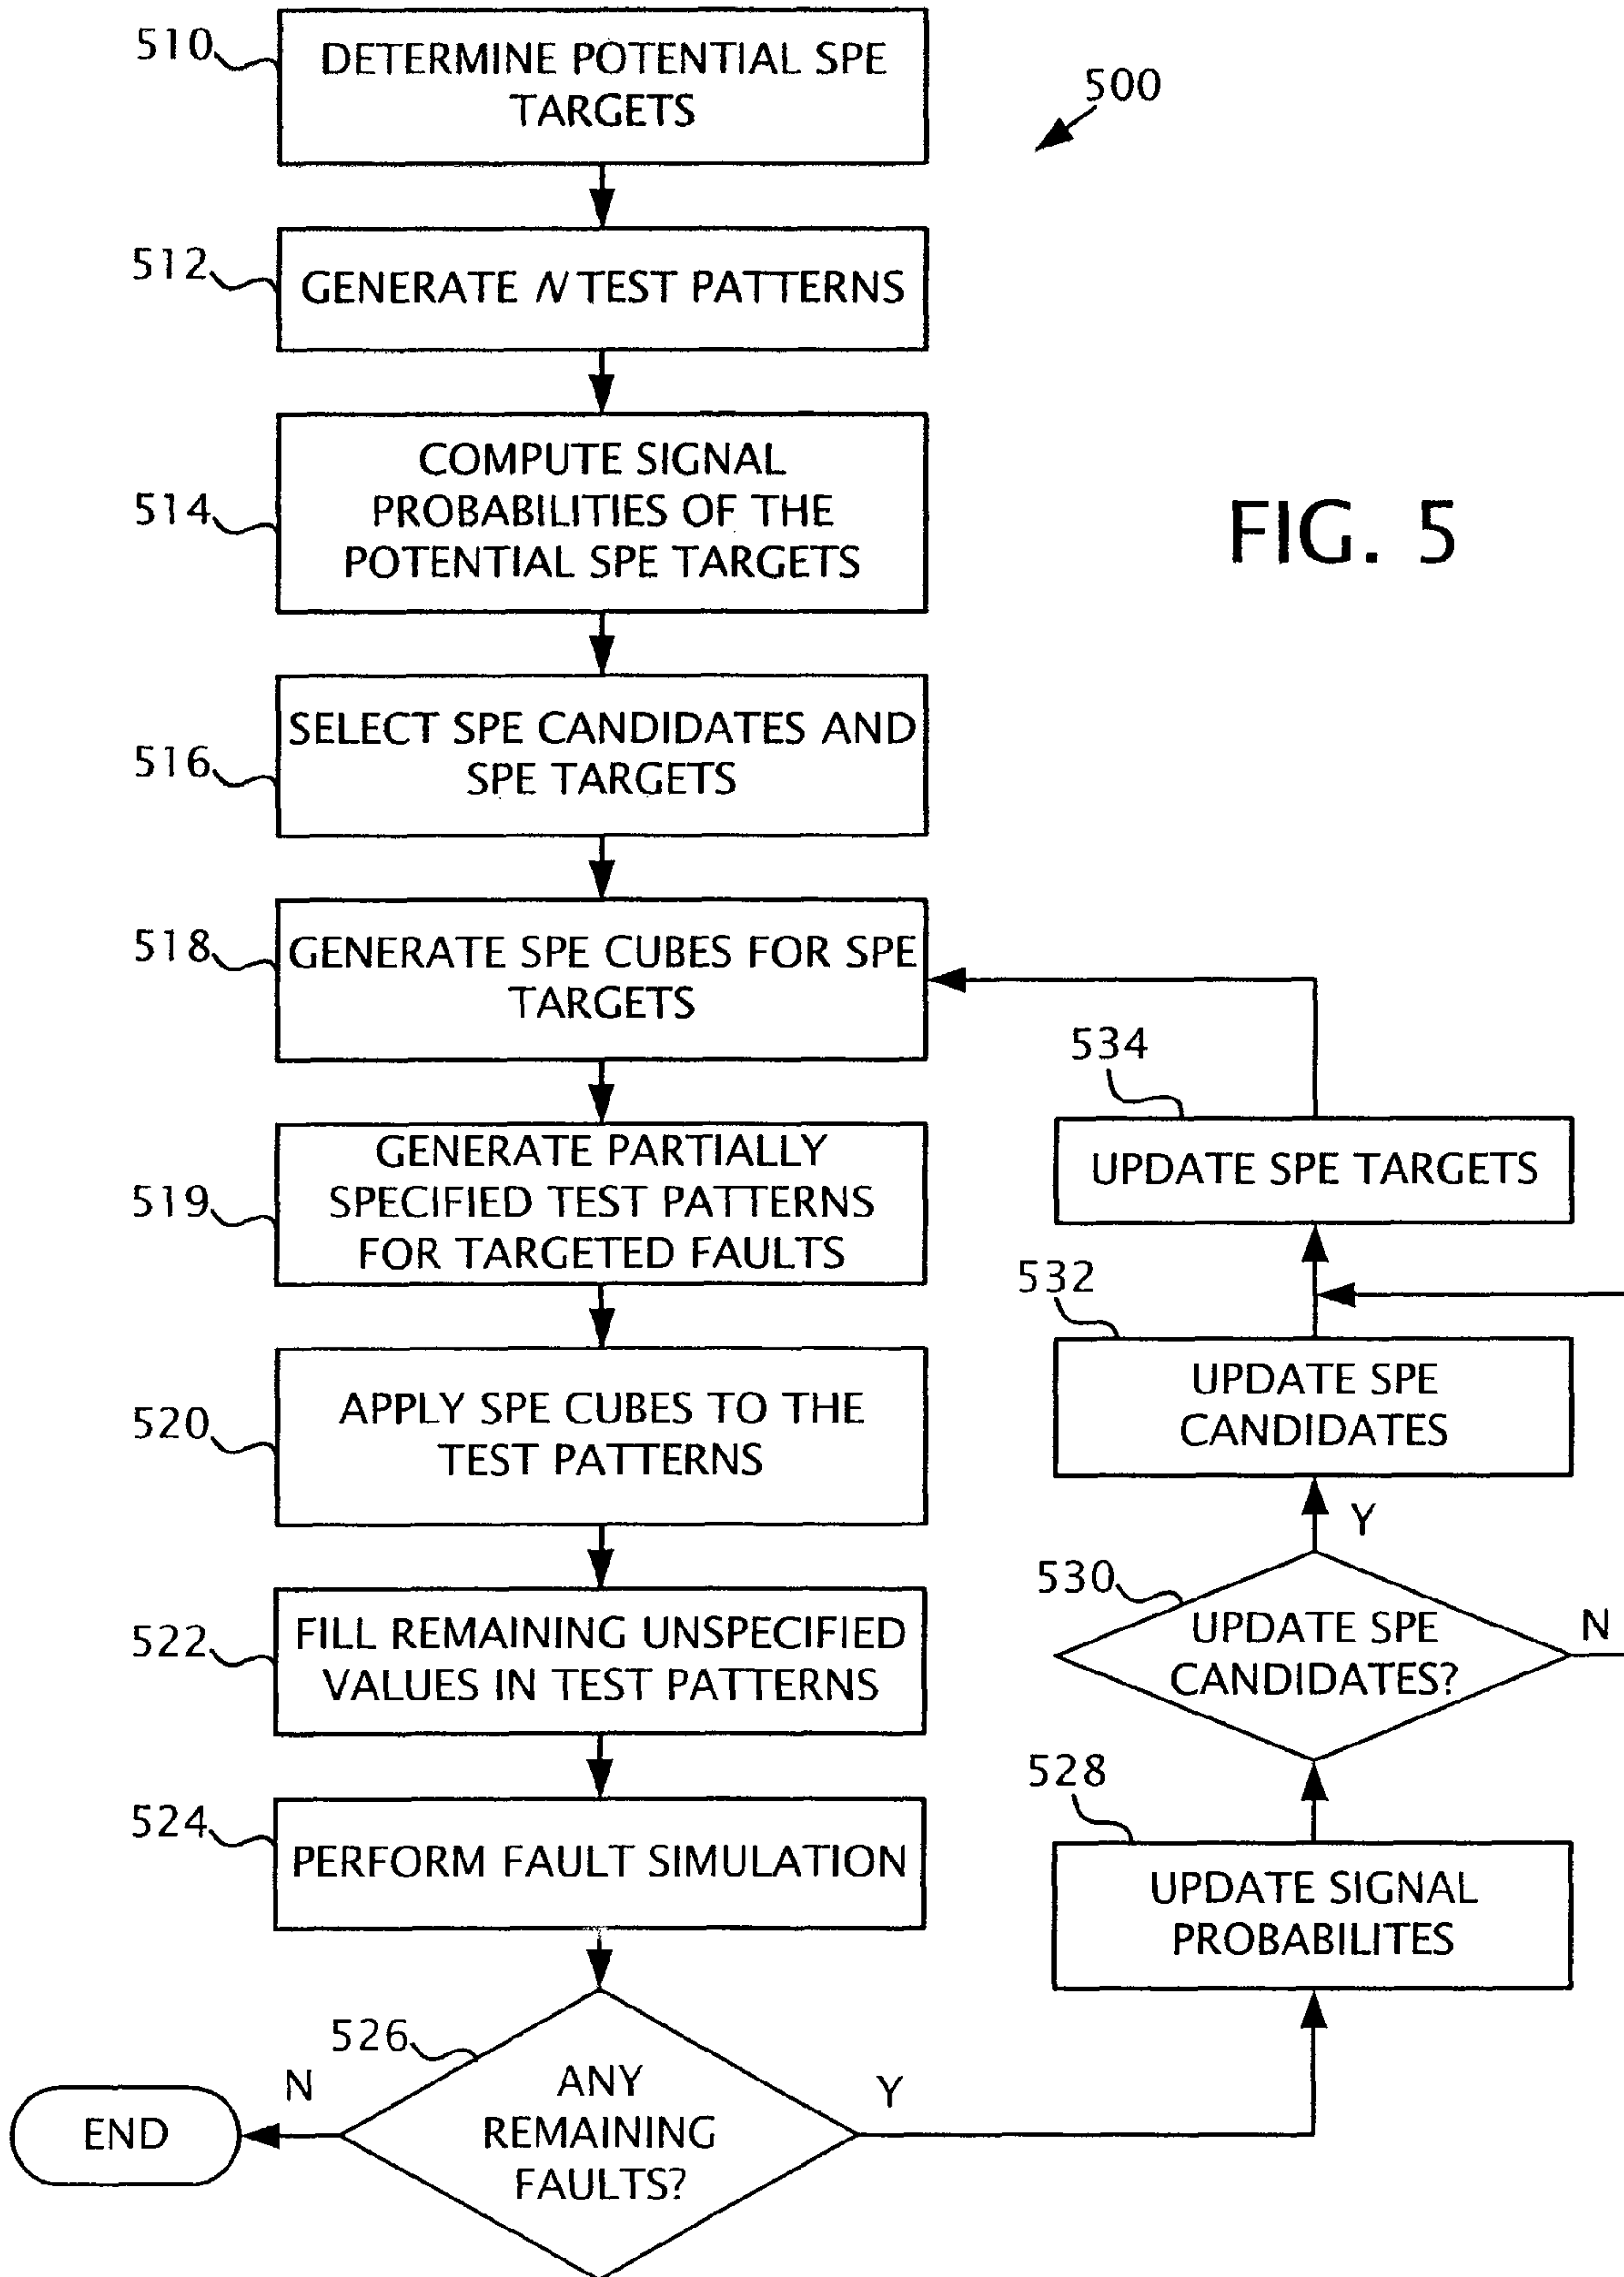 510
DETERMINE POTENTIAL SPE
TARGETS
500
512
GENERATE N TEST PATTERNS
514
COMPUTE SIGNAL
PROBABILITIES OF THE
POTENTIAL SPE TARGETS
FIG. 5
516
SELECT SPE CANDIDATES AND
SPE TARGETS
518
GENERATE SPE CUBES FOR SPE
TARGETS
519
GENERATE PARTIALLY
SPECIFIED TEST PATTERNS
FOR TARGETED FAULTS
520
APPLY SPE CUBES TO THE
TEST PATTERNS
522
FILL REMAINING UNSPECIFIED
VALUES IN TEST PATTERNS
524
PERFORM FAULT SIMULATION
526
ANY
REMAINING
FAULTS?
N
END
Y
528
UPDATE SIGNAL
PROBABILITES
530
UPDATE SPE
CANDIDATES?
N
Y
532
UPDATE SPE
CANDIDATES
534
UPDATE SPE TARGETS